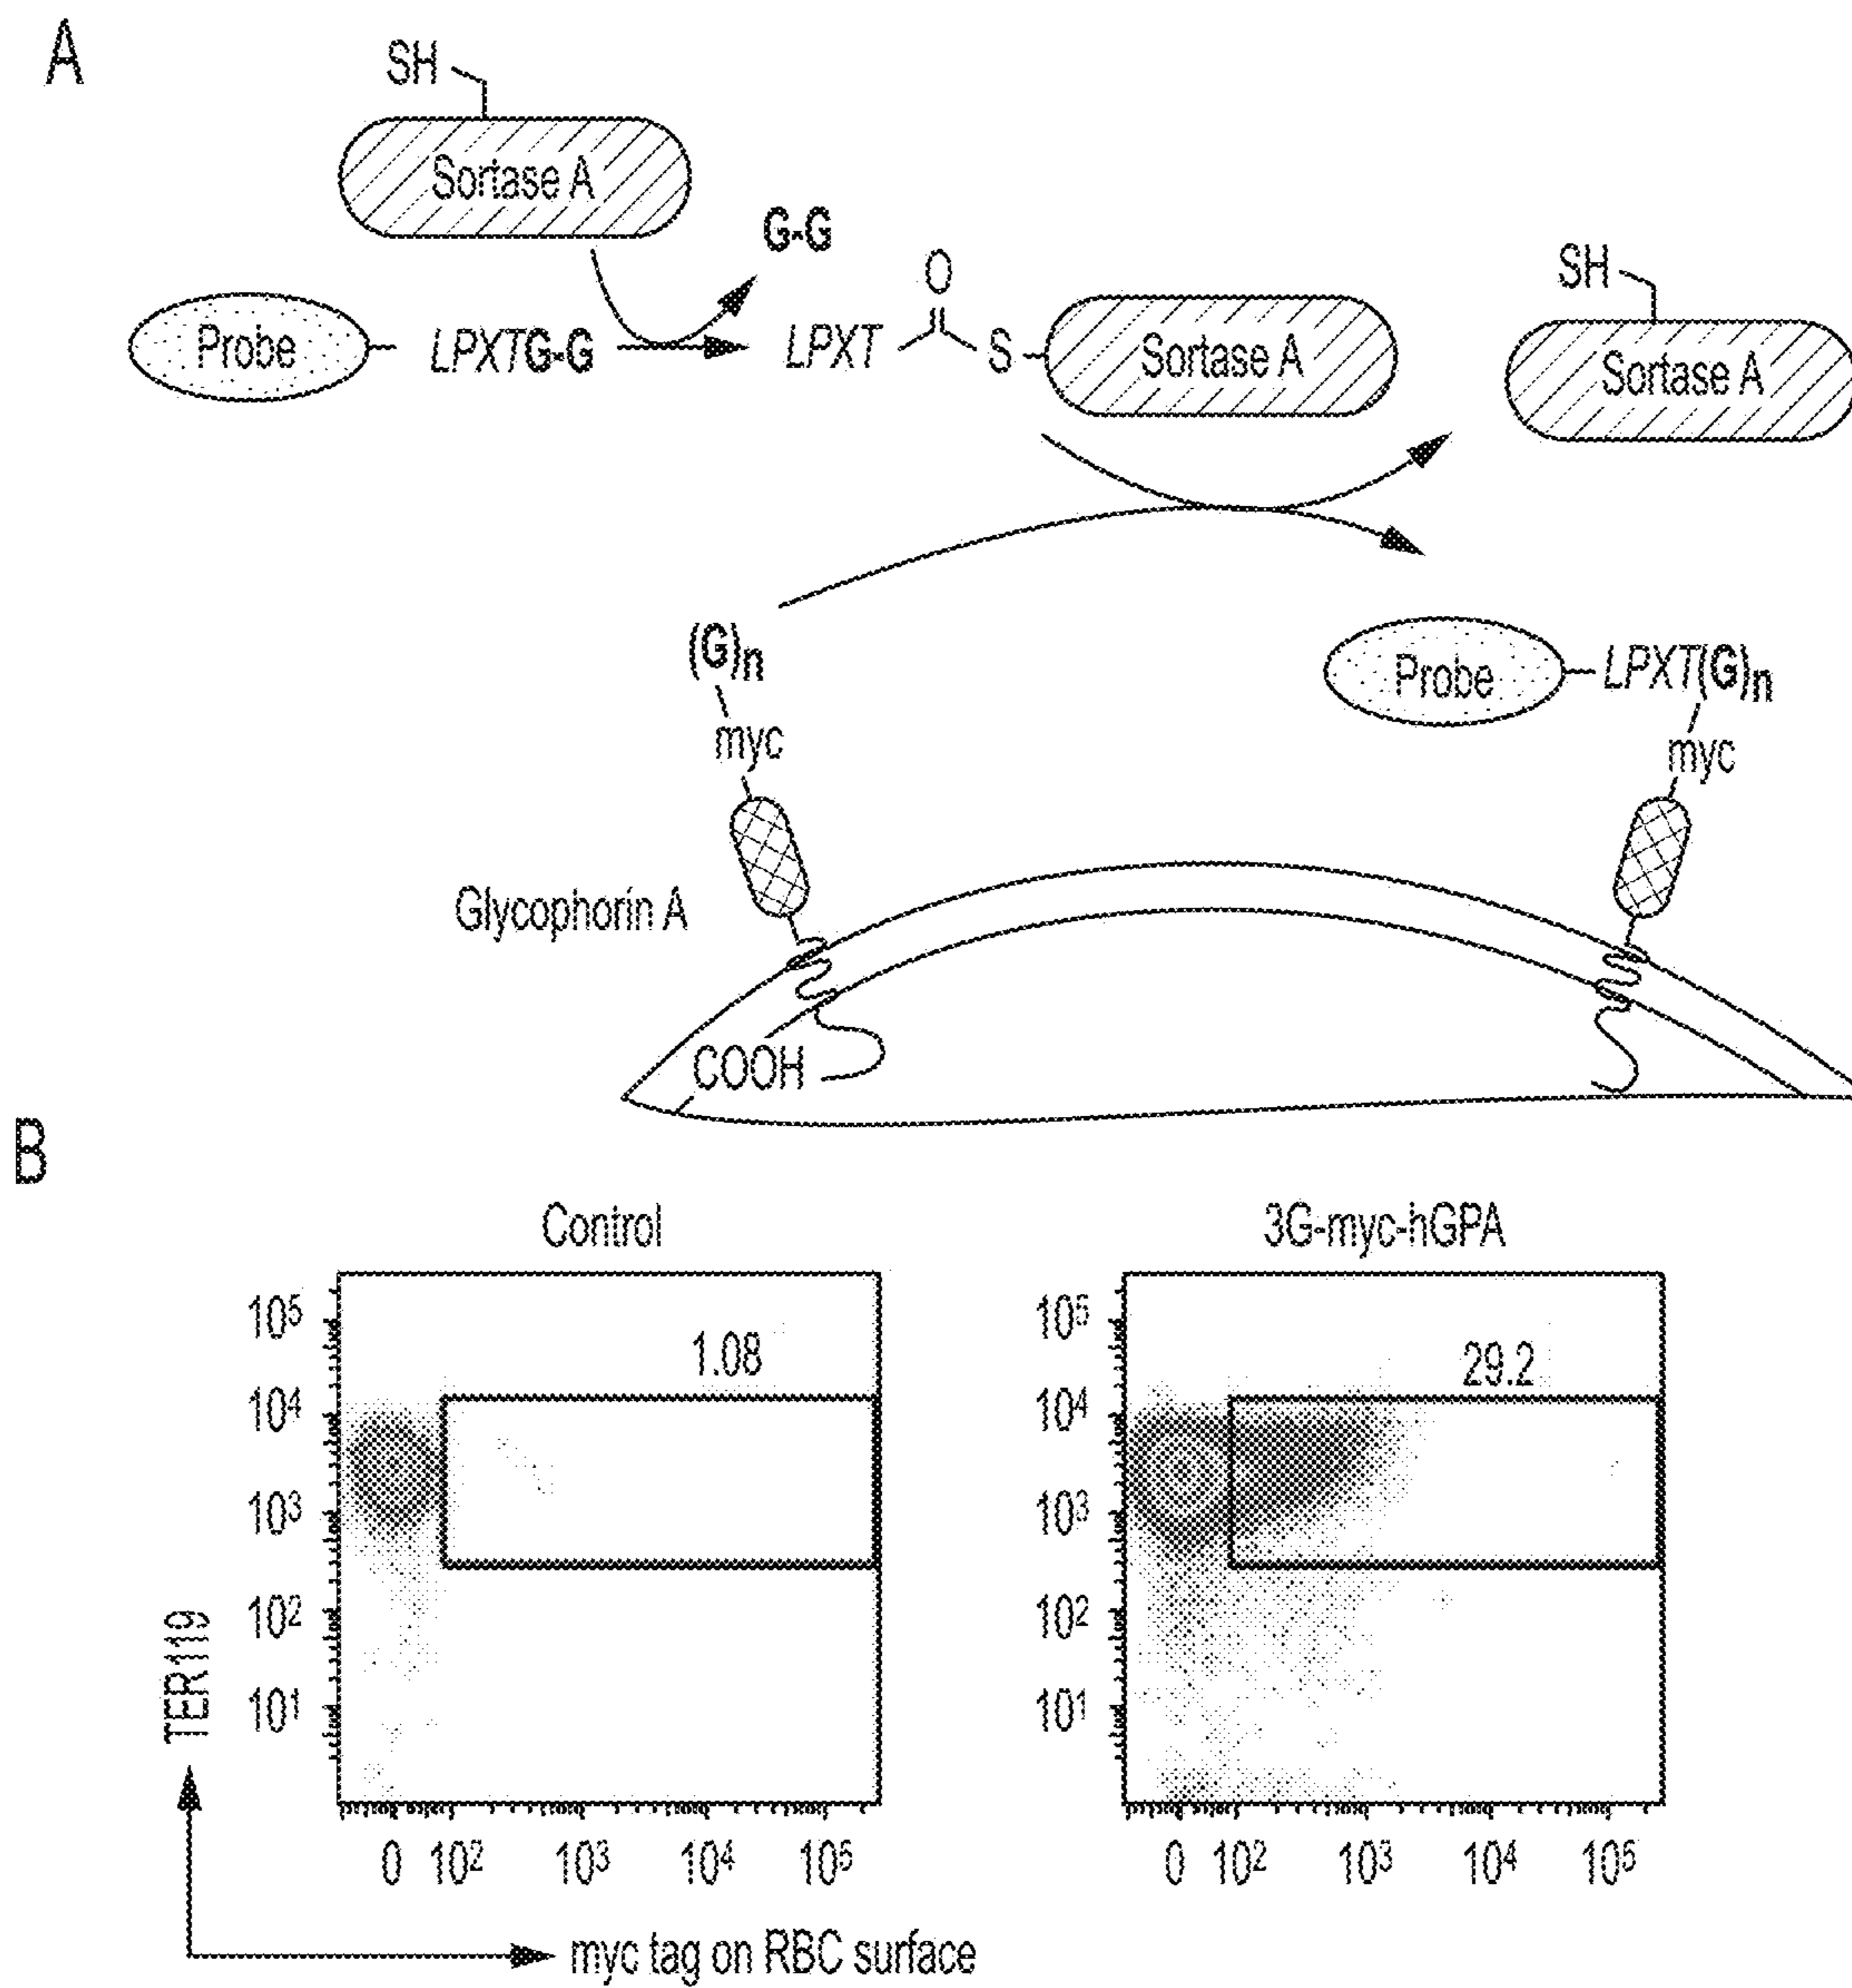 A
SH
Sortase A
G-G
O
SH
Probe
LPXTG-G
LPXT
S
Sortase A
Sortase A
(G)n
Probe
LPXT(G)n
myc
myc
Glycophorin A
COOH
B
Control
3G-myc-hGPA
10⁵
1.08
10⁵
29.2
10⁴
10⁴
10³
10³
10²
10²
10¹
10¹
TER119
0 10² 10³ 10⁴ 10⁵
0 10² 10³ 10⁴ 10⁵
myc tag on RBC surface